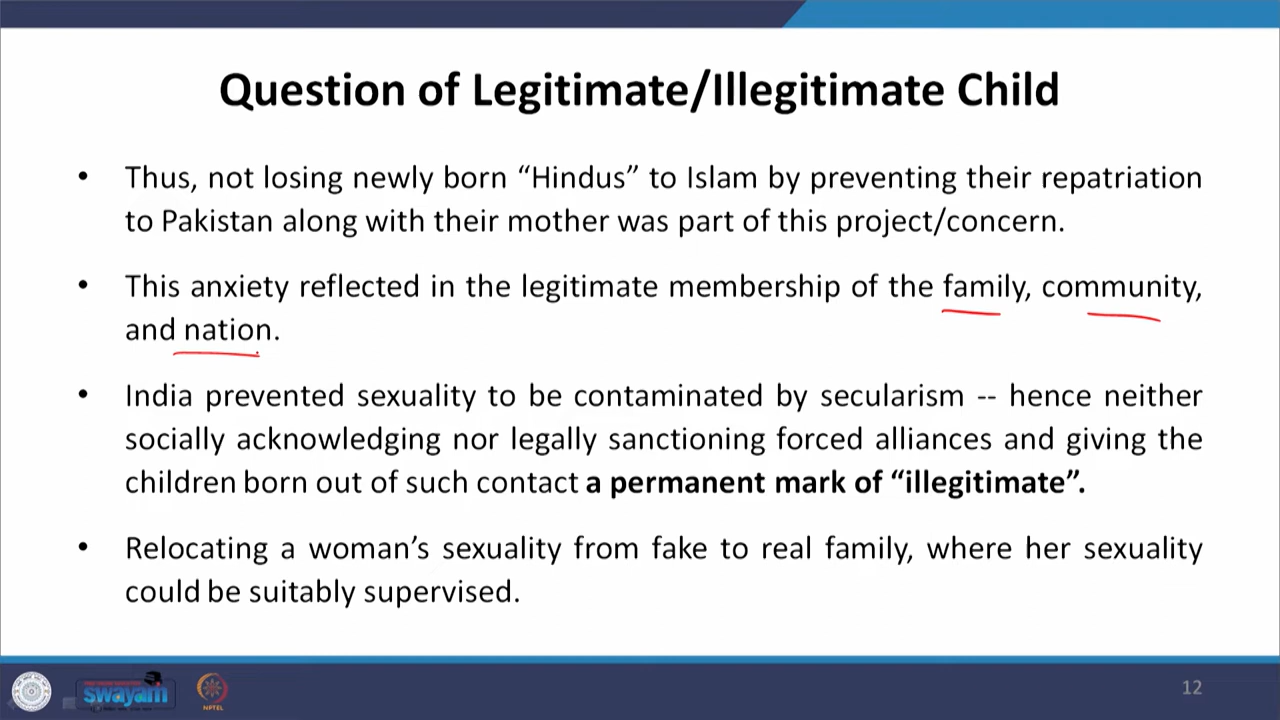 Question of Legitimate/Illegitimate Child
• Thus, not losing newly born “Hindus” to Islam by preventing their repatriation
to Pakistan along with their mother was part of this project/concern.
• This anxiety reflected in the legitimate membership of the family, community,
and nation.
• India prevented sexuality to be contaminated by secularism -- hence neither
socially acknowledging nor legally sanctioning forced alliances and giving the
children born out of such contact a permanent mark of “illegitimate”.
• Relocating a woman’s sexuality from fake to real family, where her sexuality
could be suitably supervised.
swayam
NPTEL
12